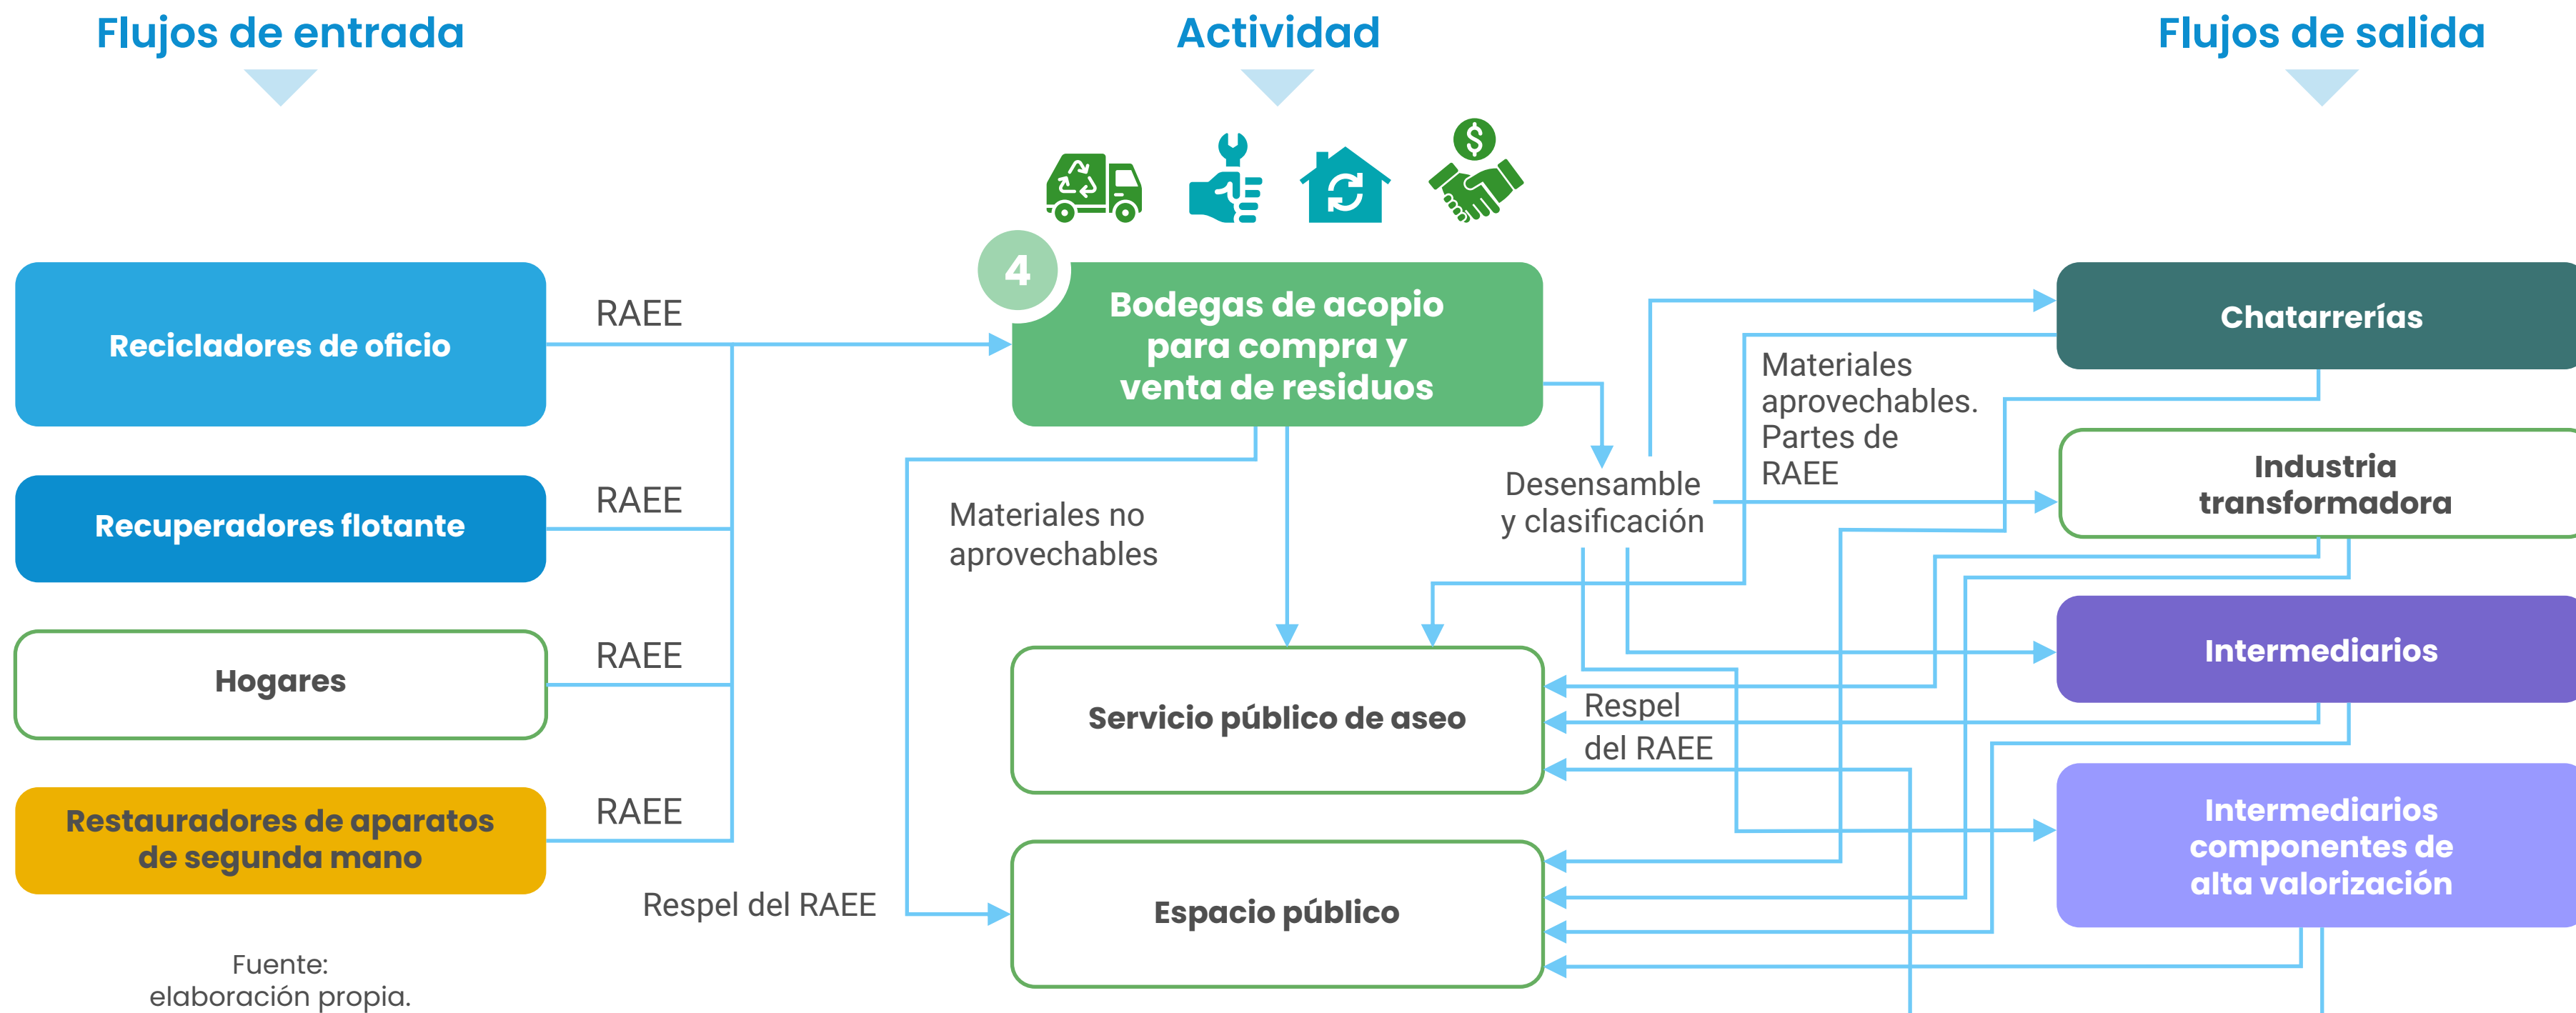 Flujos de entrada
Actividad
Flujos de salida
$
4
Recicladores de oficio
RAEE
Bodegas de acopio
para compra y
venta de residuos
Chatarrerías
Materiales
aprovechables.
Partes de
RAEE
Recuperadores flotante
RAEE
Materiales no
aprovechables
Desensamble
y clasificación
Industria
transformadora
Hogares
RAEE
Servicio público de aseo
Respel
del RAEE
Intermediarios
Restauradores de aparatos
de segunda mano
RAEE
Respel del RAEE
Espacio público
Intermediarios
componentes de
alta valorización
Fuente:
elaboración propia.